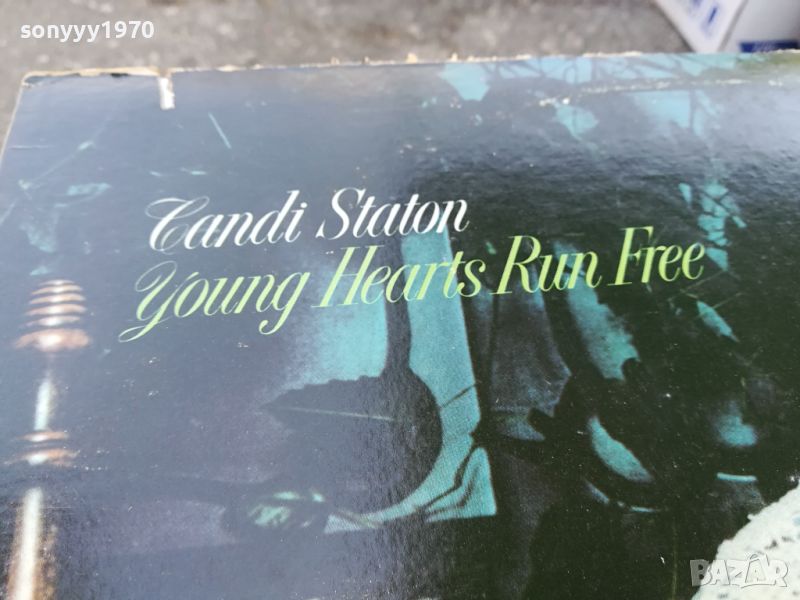 sonyyy1970
Candi Staton
Young Hearts Run Free
BAZAR